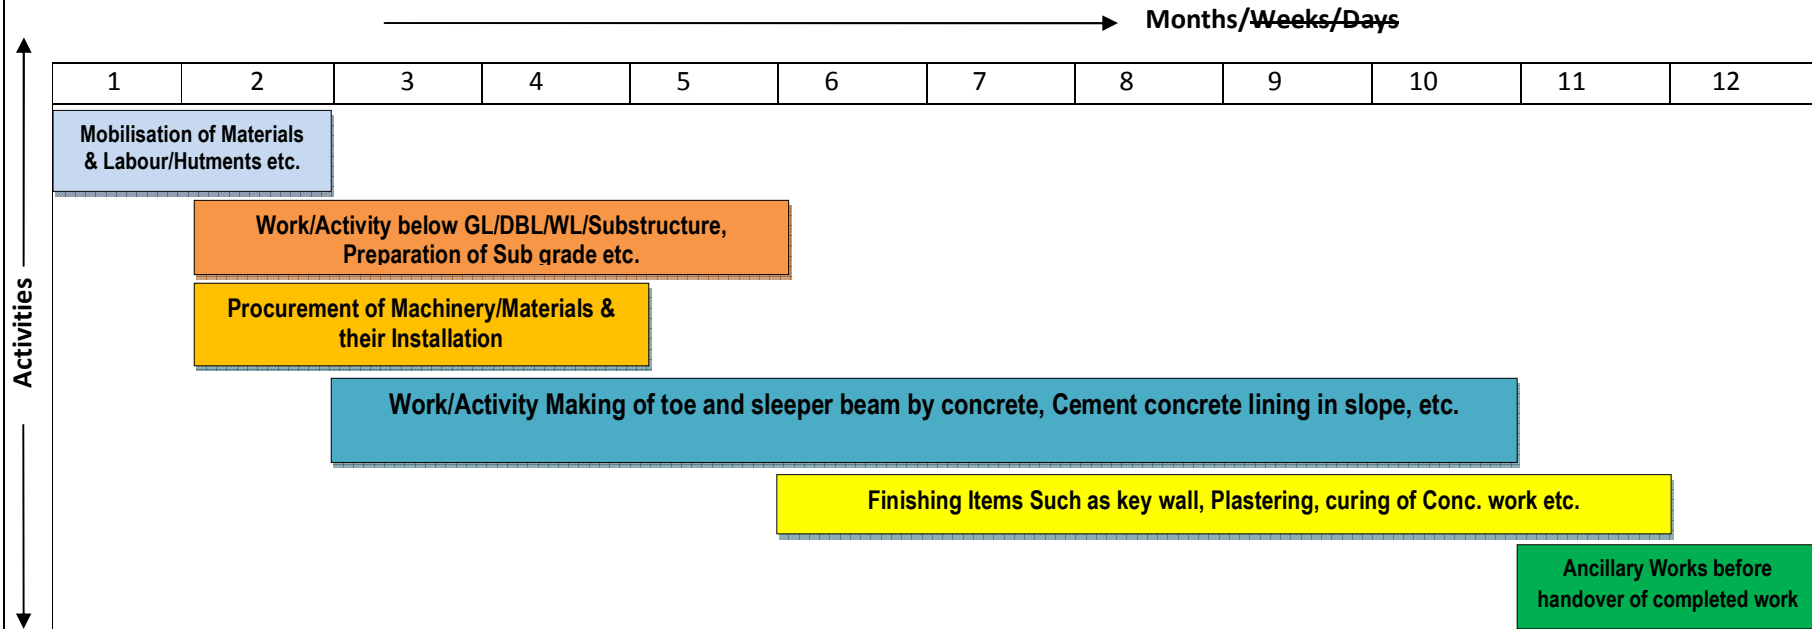 Months/Weeks/Days
1 2 3 4 5 6 7 8 9 10 11 12
Activities
Mobilisation of Materials
& Labour/Hutments etc.
Work/Activity below GL/DBL/WL/Substructure,
Preparation of Sub grade etc.
Procurement of Machinery/Materials &
their Installation
Work/Activity Making of toe and sleeper beam by concrete, Cement concrete lining in slope, etc.
Finishing Items Such as key wall, Plastering, curing of Conc. work etc.
Ancillary Works before
handover of completed work